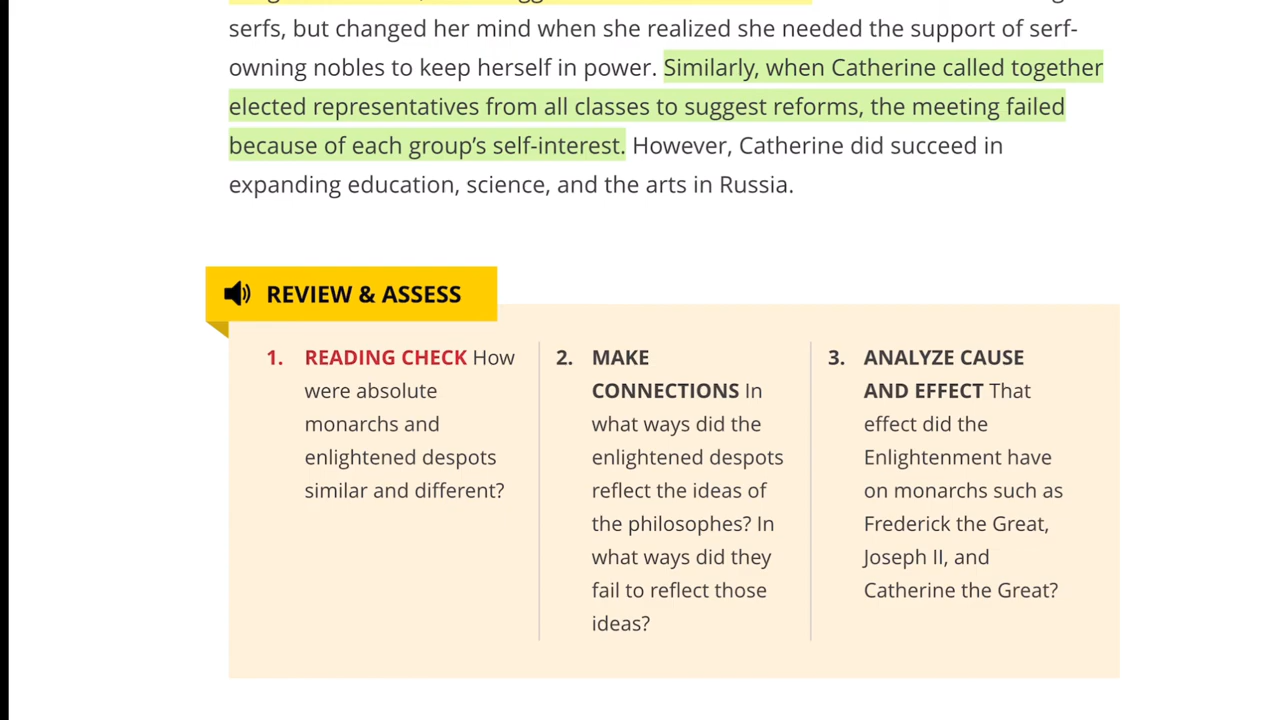 serfs, but changed her mind when she realized she needed the support of serf-
owning nobles to keep herself in power. Similarly, when Catherine called together
elected representatives from all classes to suggest reforms, the meeting failed
because of each group’s self-interest. However, Catherine did succeed in
expanding education, science, and the arts in Russia.
REVIEW & ASSESS
1. READING CHECK How
were absolute
monarchs and
enlightened despots
similar and different?
2. MAKE
CONNECTIONS In
what ways did the
enlightened despots
reflect the ideas of
the philosophes? In
what ways did they
fail to reflect those
ideas?
3. ANALYZE CAUSE
AND EFFECT That
effect did the
Enlightenment have
on monarchs such as
Frederick the Great,
Joseph II, and
Catherine the Great?